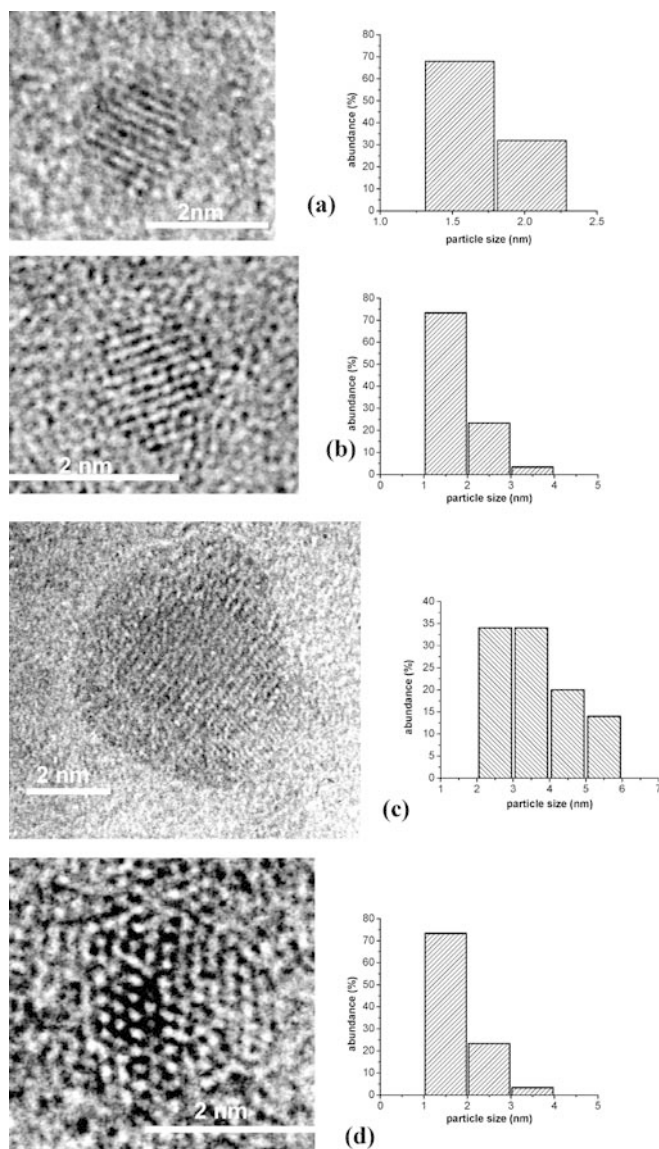 2nm
(a)
80
70
60
50
40
30
20
10
0
1.0 1.5 2.0 2.5
abundance (%)
particle size (nm)
2 nm
(b)
80
70
60
50
40
30
20
10
0
0 1 2 3 4 5
abundance (%)
particle size (nm)
2 nm
(c)
40
35
30
25
20
15
10
5
0
1 2 3 4 5 6 7
abundance (%)
particle size (nm)
2 nm
(d)
80
70
60
50
40
30
20
10
0
0 1 2 3 4 5
abundance (%)
particle size (nm)